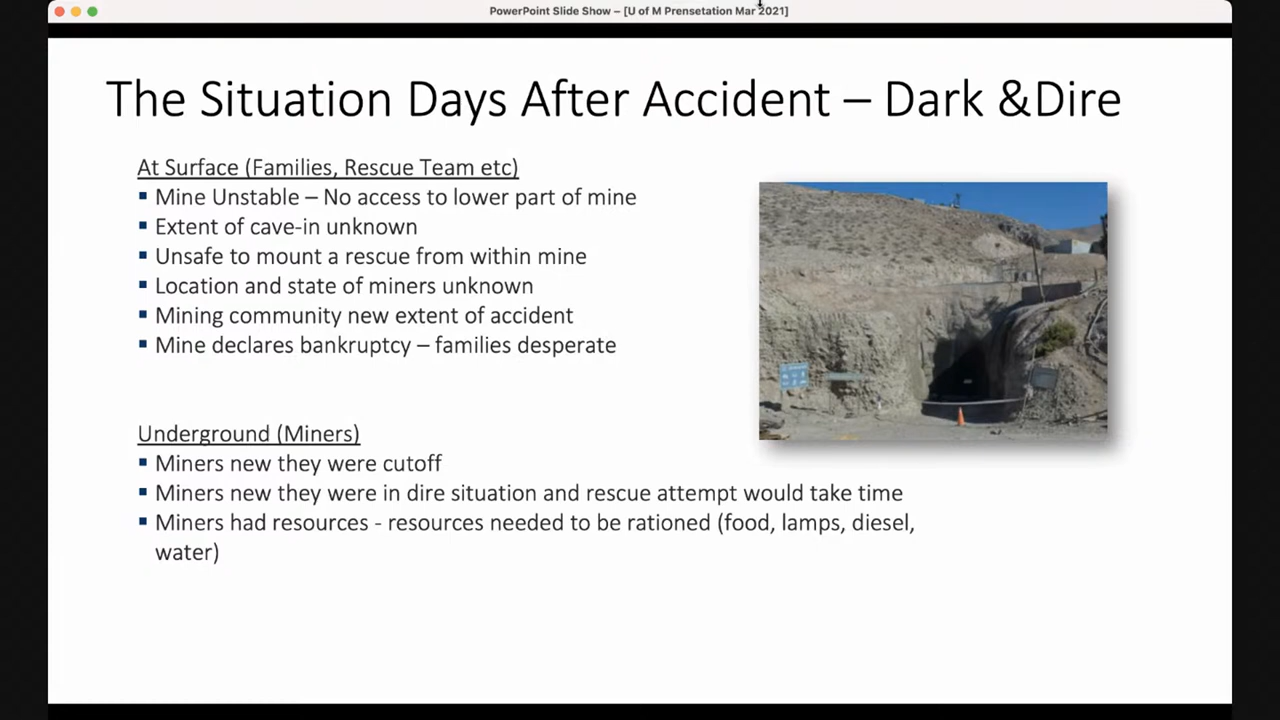 PowerPoint Slide Show – [U of M Prensetation Mar 2021]
The Situation Days After Accident – Dark &Dire
At Surface (Families, Rescue Team etc)
▪ Mine Unstable – No access to lower part of mine
▪ Extent of cave-in unknown
▪ Unsafe to mount a rescue from within mine
▪ Location and state of miners unknown
▪ Mining community new extent of accident
▪ Mine declares bankruptcy – families desperate
Underground (Miners)
▪ Miners new they were cutoff
▪ Miners new they were in dire situation and rescue attempt would take time
▪ Miners had resources - resources needed to be rationed (food, lamps, diesel,
water)